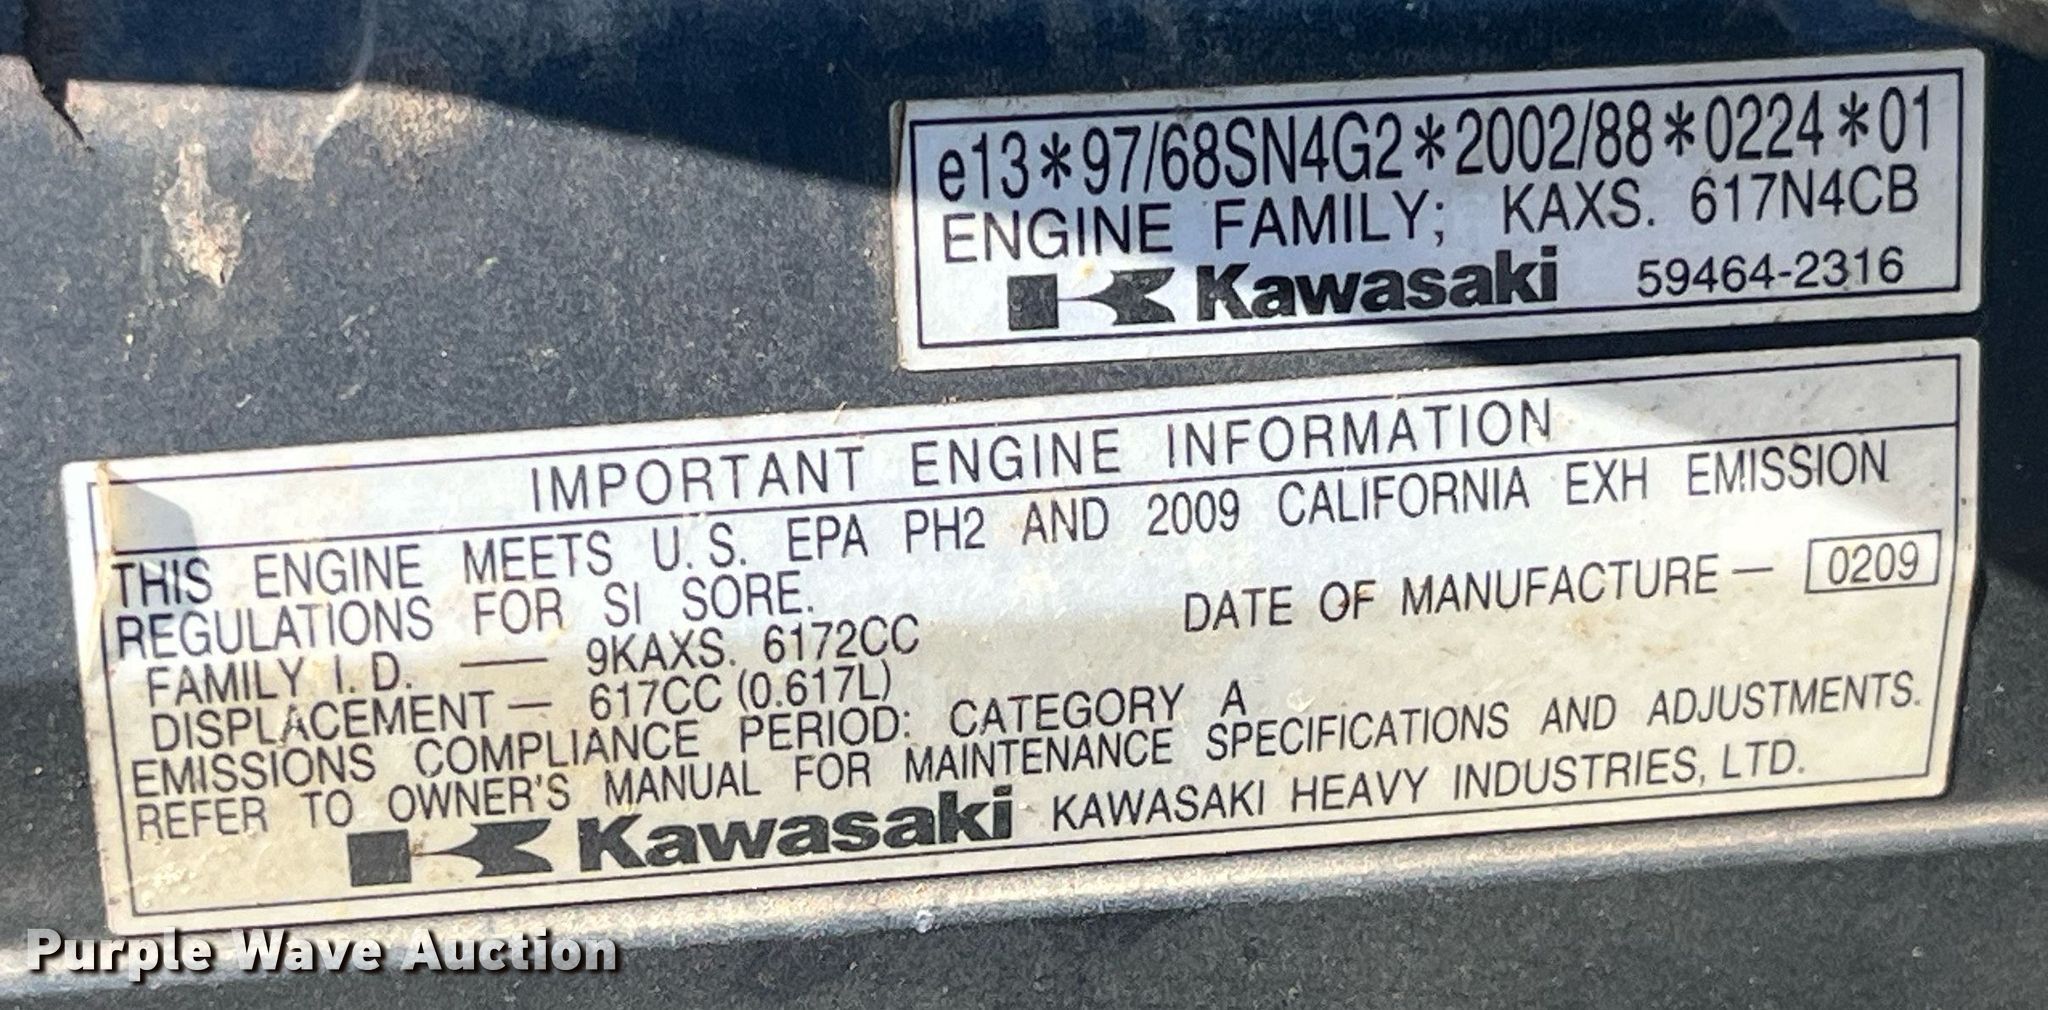 e13*97/68SN4G2*2002/88*0224*01
ENGINE FAMILY; KAXS. 617N4CB
Kawasaki 59464-2316
IMPORTANT ENGINE INFORMATION
THIS ENGINE MEETS U. S. EPA PH2 AND 2009 CALIFORNIA EXH EMISSION
REGULATIONS FOR SI SORE.
DATE OF MANUFACTURE — 0209
FAMILY I. D. — 9KAXS. 6172CC
DISPLACEMENT — 617CC (0.617L)
EMISSIONS COMPLIANCE PERIOD: CATEGORY A
REFER TO OWNER'S MANUAL FOR MAINTENANCE SPECIFICATIONS AND ADJUSTMENTS.
Kawasaki KAWASAKI HEAVY INDUSTRIES, LTD.
Purple Wave Auction